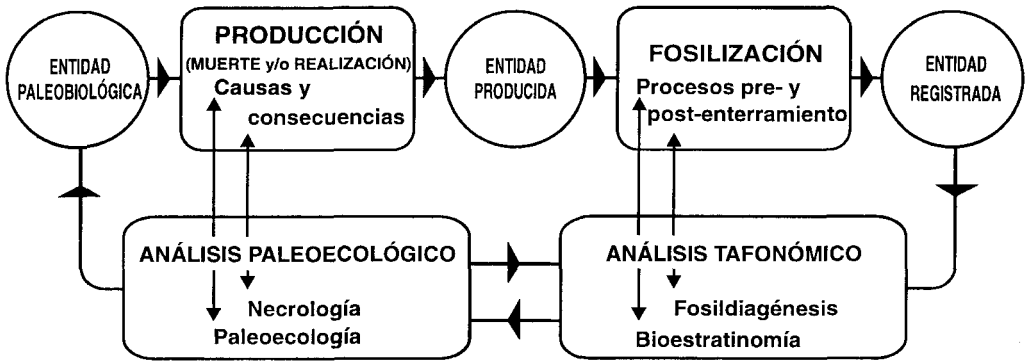 ENTIDAD
PALEOBIOLÓGICA
PRODUCCIÓN
(MUERTE y/o REALIZACIÓN)
Causas y
consecuencias
ENTIDAD
PRODUCIDA
FOSILIZACIÓN
Procesos pre- y
post-enterramiento
ENTIDAD
REGISTRADA
ANÁLISIS PALEOECOLÓGICO
Necrología
Paleoecología
ANÁLISIS TAFONÓMICO
Fosildiagénesis
Bioestratinomía